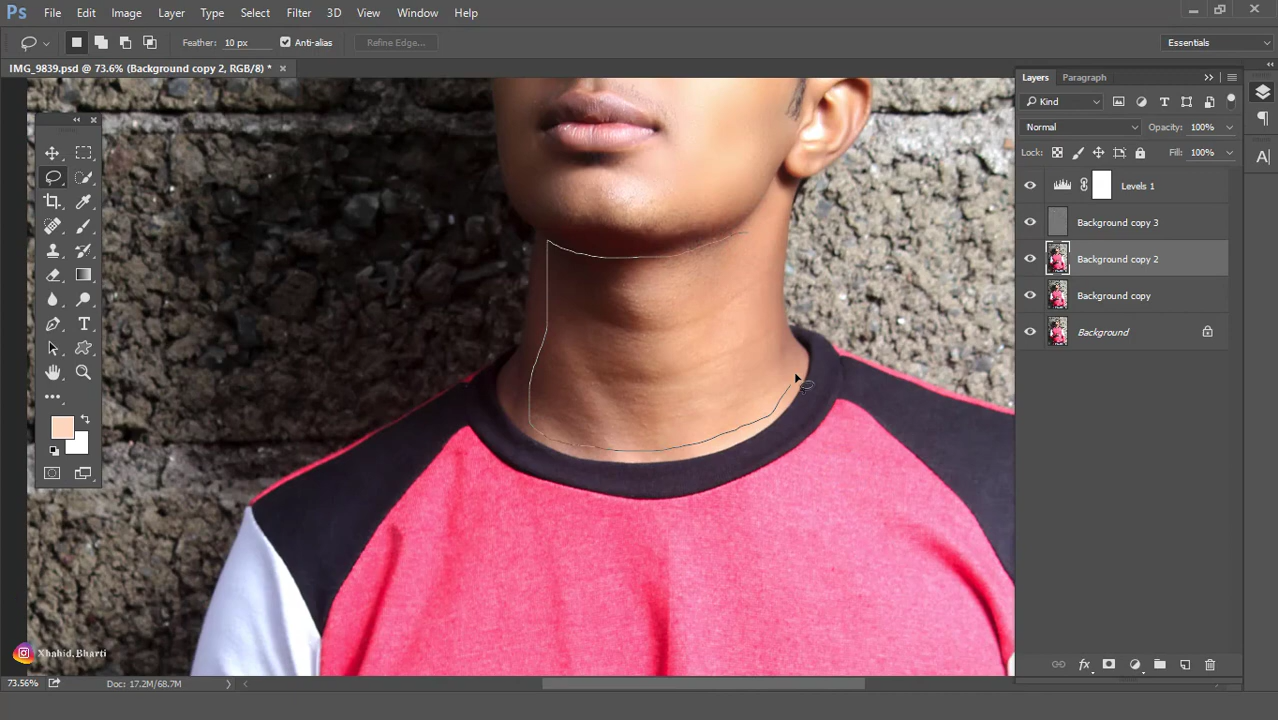 Ps File Edit Image Layer Type Select Filter 3D View Window Help
Feather: 10 px Anti-alias Refine Edge... Essentials
IMG_9839.psd @ 73.6% (Background copy 2, RGB/8) *
Layers Paragraph
Kind
Normal Opacity: 100%
Lock: Fill: 100%
Levels 1
Background copy 3
Background copy 2
Background copy
Background
A
T
Xhahid_Bharti
73.56% Doc: 17.2M/68.7M